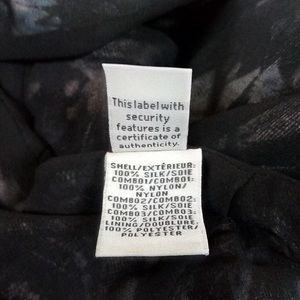 This label with
security
features is a
certificate of
authenticity.
SHELL/EXTÉRIEUR:
100% SILK/SOIE
COMBO1/COMBO1:
100% NYLON/
NYLON
COMBO2/COMBO2:
100% SILK/SOIE
COMBO3/COMBO3:
100% SILK/SOIE
LINING/DOUBLURE:
100% POLYESTER/
POLYESTER